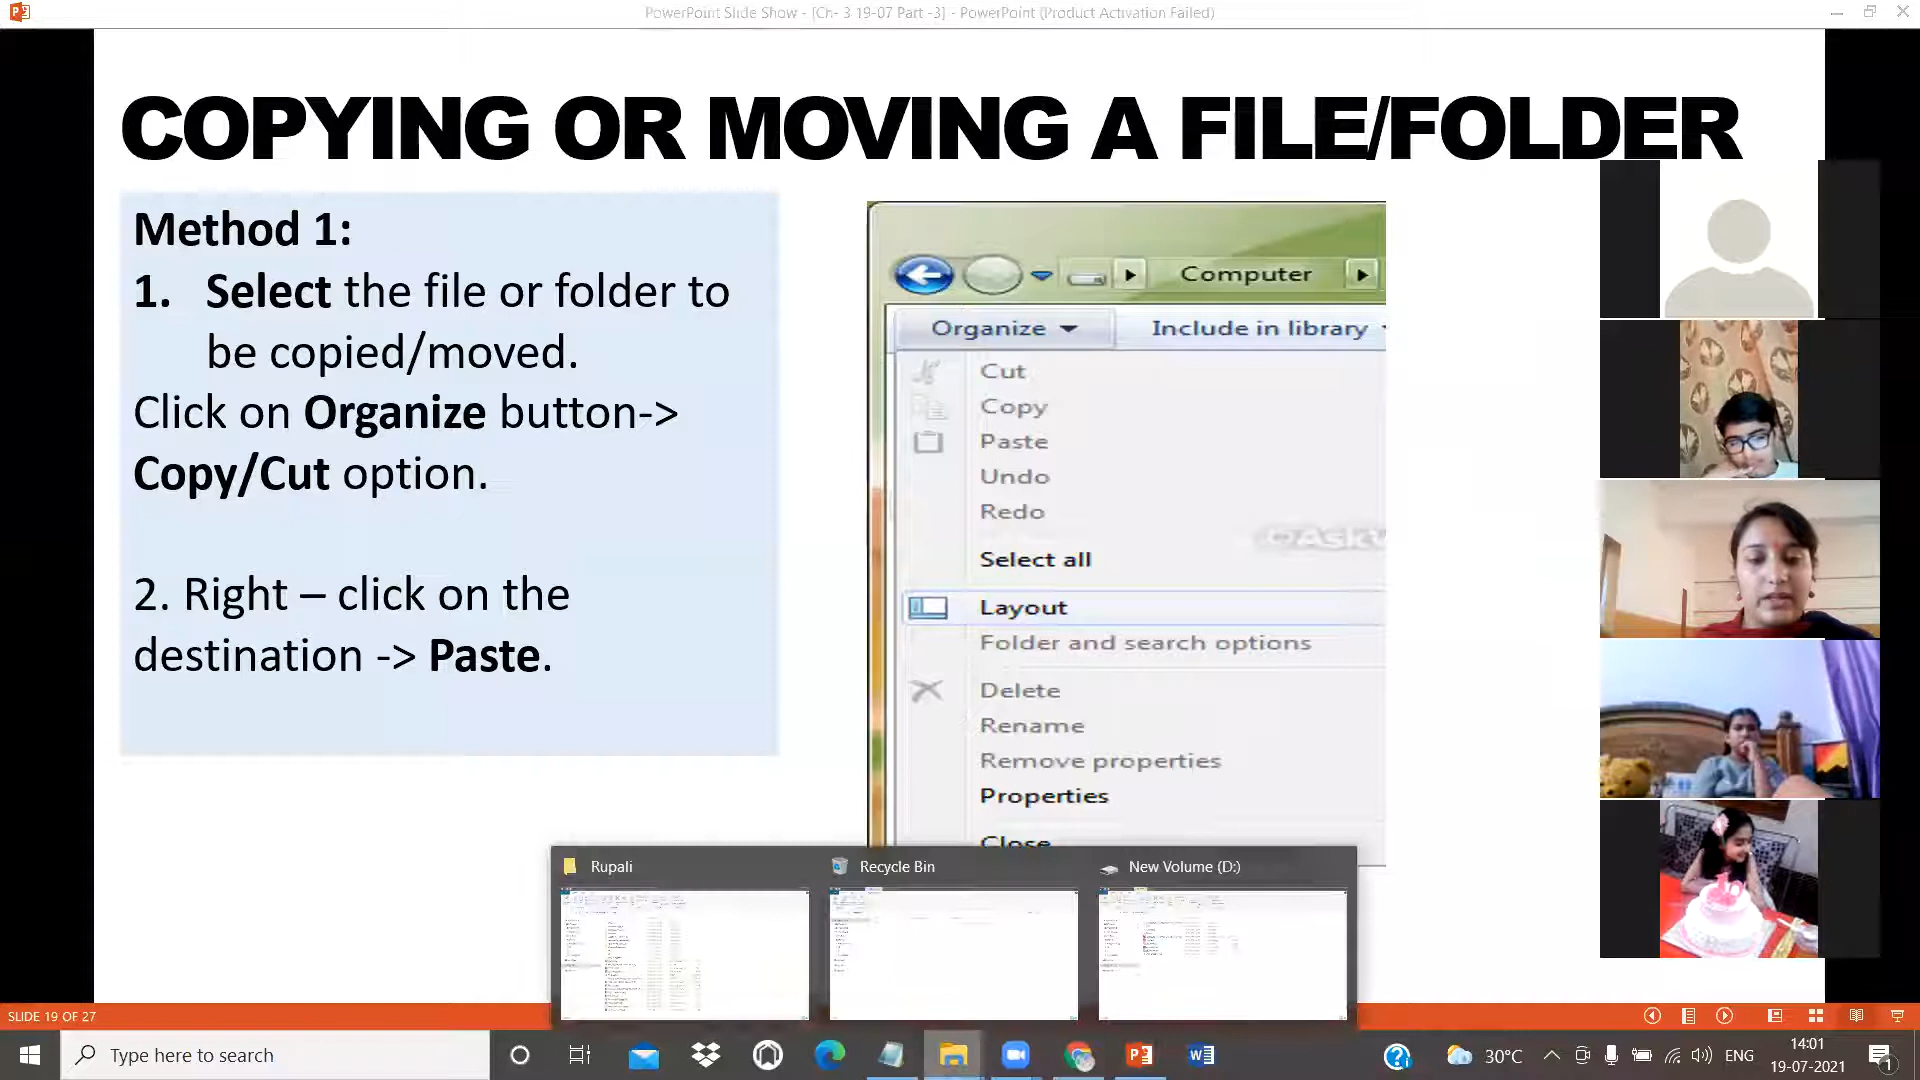 PowerPoint Slide Show - [Ch- 3 19-07 Part -3] - PowerPoint (Product Activation Failed)
COPYING OR MOVING A FILE/FOLDER
Method 1:
1. Select the file or folder to
be copied/moved.
Click on Organize button->
Copy/Cut option.
2. Right – click on the
destination -> Paste.
Computer
Organize
Include in library
Cut
Copy
Paste
Undo
Redo
Select all
Layout
Folder and search options
Delete
Rename
Remove properties
Properties
Close
Rupali
Recycle Bin
New Volume (D:)
SLIDE 19 OF 27
Type here to search
30°C
ENG
14:01
19-07-2021
1